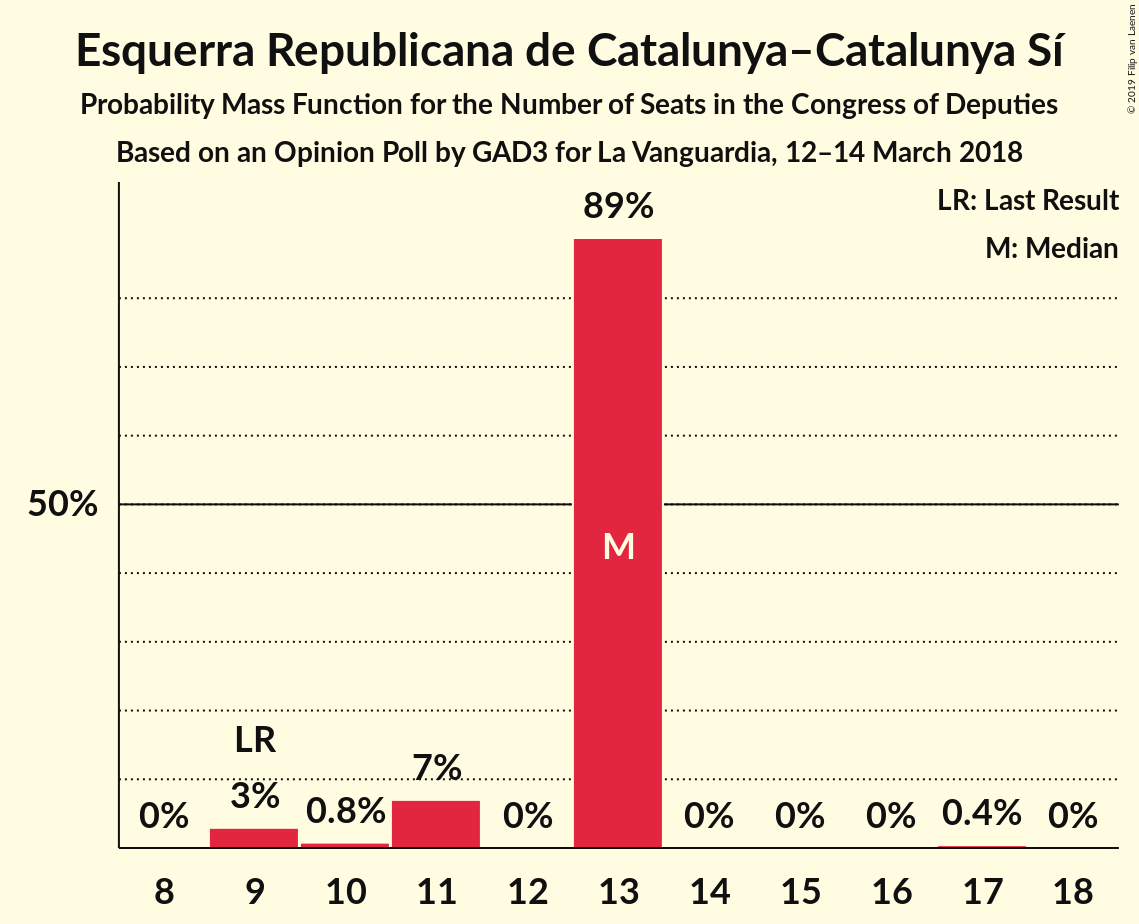 Esquerra Republicana de Catalunya–Catalunya Sí
Probability Mass Function for the Number of Seats in the Congress of Deputies
Based on an Opinion Poll by GAD3 for La Vanguardia, 12–14 March 2018
© 2019 Filip van Laenen
LR: Last Result
M: Median
89%
50%
M
LR
7%
3%
0.8%
0%
0%
0%
0%
0%
0.4%
0%
8 9 10 11 12 13 14 15 16 17 18